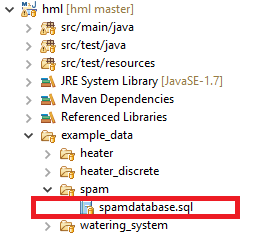 hml [hml master]
src/main/java
src/test/java
src/test/resources
JRE System Library [JavaSE-1.7]
Maven Dependencies
Referenced Libraries
example_data
heater
heater_discrete
spam
spamdatabase.sql
watering_system